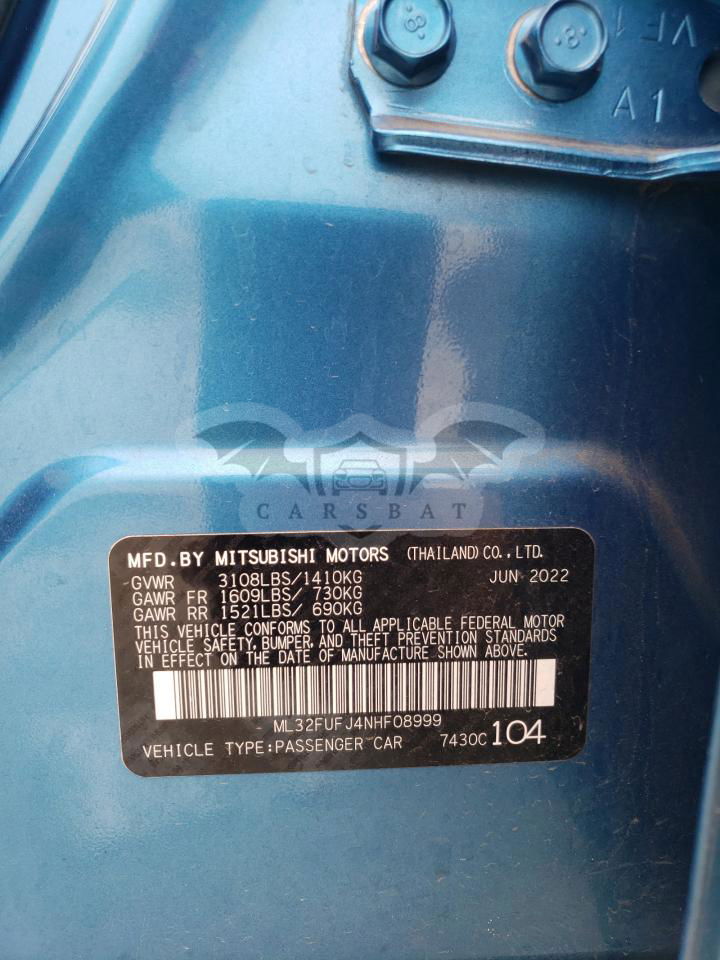 8
8
VF1
A1
CARSBAT
MFD.BY MITSUBISHI MOTORS (THAILAND) CO.,LTD.
GVWR 3108LBS/1410KG JUN 2022
GAWR FR 1609LBS/ 730KG
GAWR RR 1521LBS/ 690KG
THIS VEHICLE CONFORMS TO ALL APPLICABLE FEDERAL MOTOR
VEHICLE SAFETY, BUMPER, AND THEFT PREVENTION STANDARDS
IN EFFECT ON THE DATE OF MANUFACTURE SHOWN ABOVE.
ML32FUFJ4NHF08999
VEHICLE TYPE:PASSENGER CAR 7430C 104